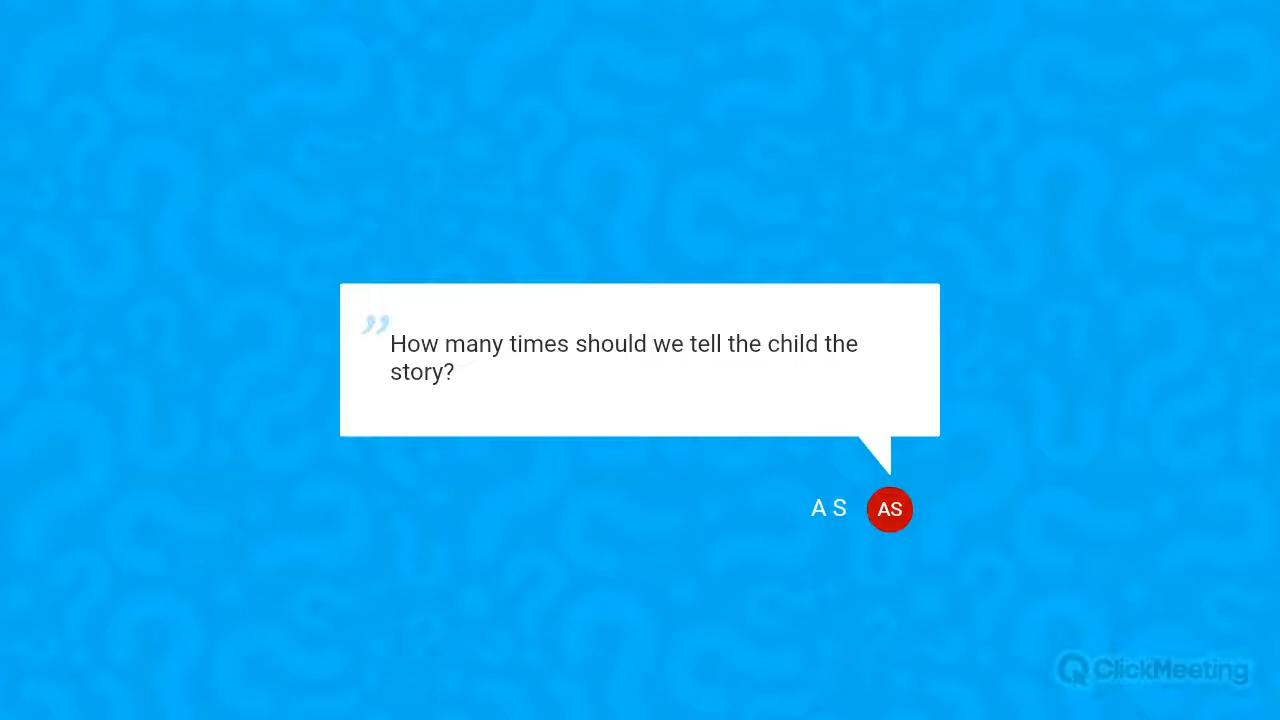 How many times should we tell the child the
story?
A S
AS
ClickMeeting